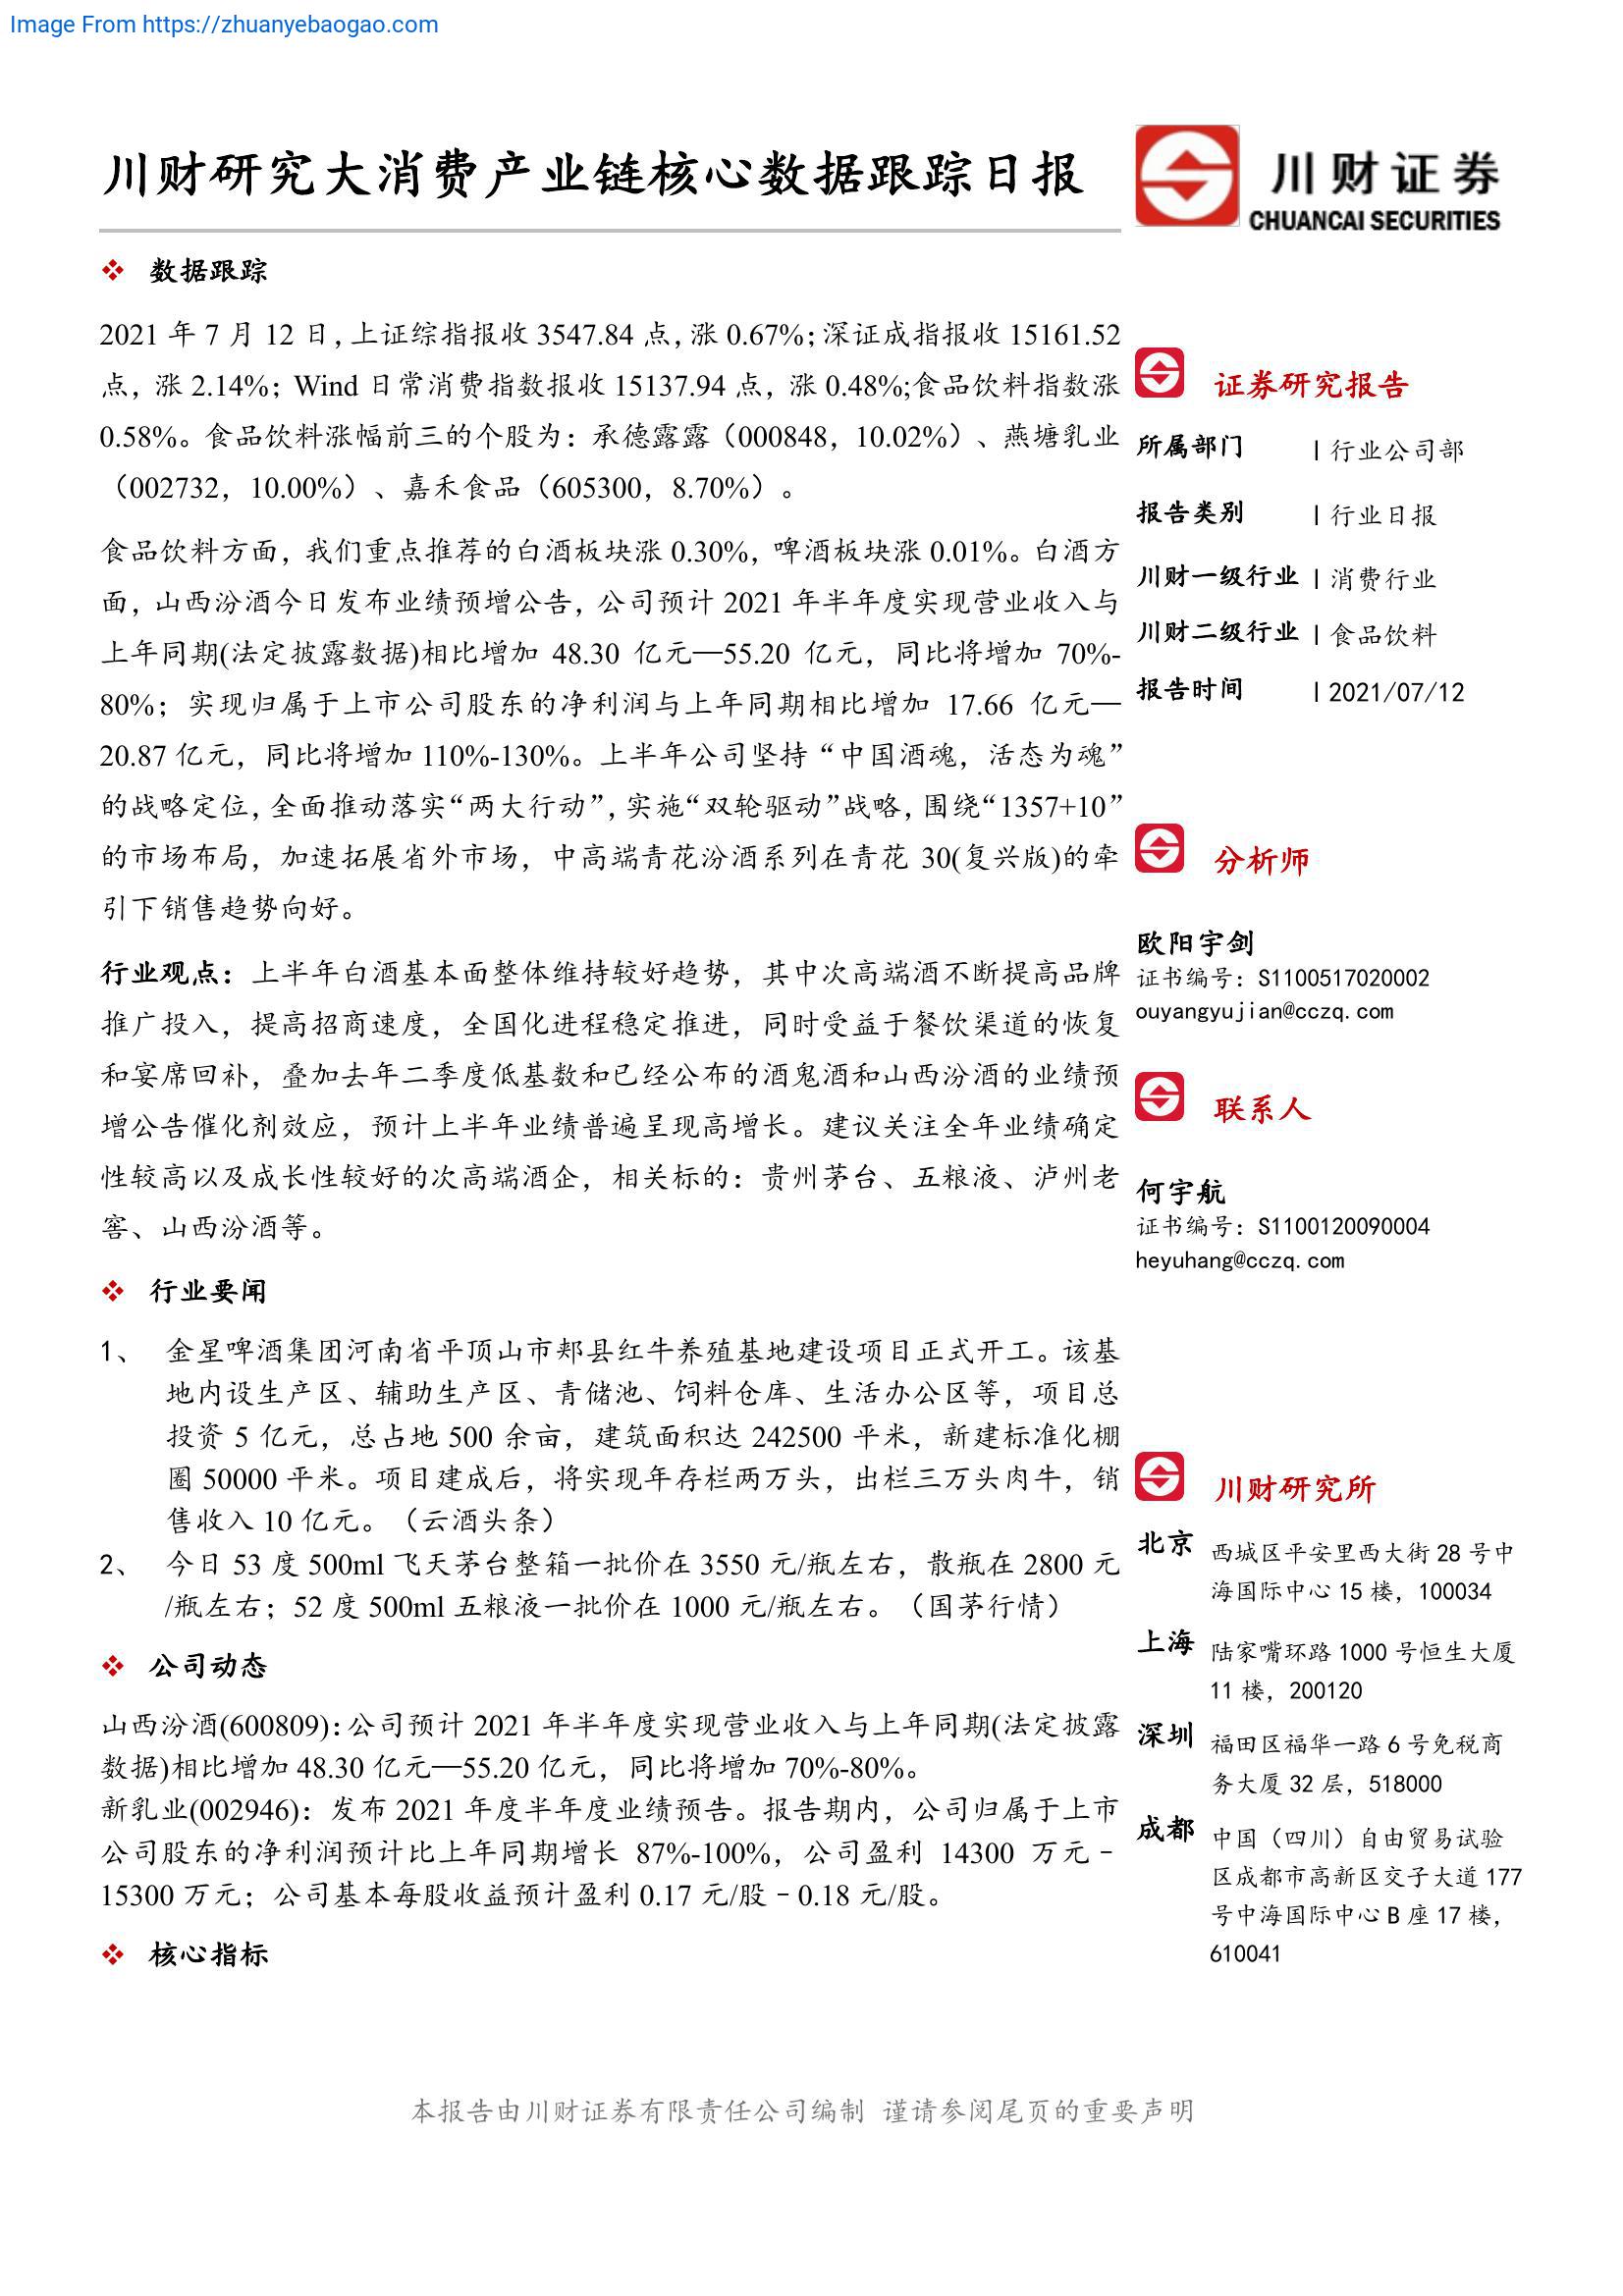 Image From https://zhuanyebaogao.com
川财研究大消费产业链核心数据跟踪日报
川财证券
CHUANCAI SECURITIES
❖ 数据跟踪
2021 年 7 月 12 日，上证综指报收 3547.84 点，涨 0.67%；深证成指报收 15161.52
点，涨 2.14%；Wind 日常消费指数报收 15137.94 点，涨 0.48%;食品饮料指数涨
0.58%。食品饮料涨幅前三的个股为：承德露露（000848，10.02%）、燕塘乳业
（002732，10.00%）、嘉禾食品（605300，8.70%）。
食品饮料方面，我们重点推荐的白酒板块涨 0.30%，啤酒板块涨 0.01%。白酒方
面，山西汾酒今日发布业绩预增公告，公司预计 2021 年半年度实现营业收入与
上年同期(法定披露数据)相比增加 48.30 亿元—55.20 亿元，同比将增加 70%-
80%；实现归属于上市公司股东的净利润与上年同期相比增加 17.66 亿元—
20.87 亿元，同比将增加 110%-130%。上半年公司坚持“中国酒魂，活态为魂”
的战略定位，全面推动落实“两大行动”，实施“双轮驱动”战略，围绕“1357+10”
的市场布局，加速拓展省外市场，中高端青花汾酒系列在青花 30(复兴版)的牵
引下销售趋势向好。
行业观点：上半年白酒基本面整体维持较好趋势，其中次高端酒不断提高品牌
推广投入，提高招商速度，全国化进程稳定推进，同时受益于餐饮渠道的恢复
和宴席回补，叠加去年二季度低基数和已经公布的酒鬼酒和山西汾酒的业绩预
增公告催化剂效应，预计上半年业绩普遍呈现高增长。建议关注全年业绩确定
性较高以及成长性较好的次高端酒企，相关标的：贵州茅台、五粮液、泸州老
窖、山西汾酒等。
❖ 行业要闻
1、 金星啤酒集团河南省平顶山市郏县红牛养殖基地建设项目正式开工。该基
地内设生产区、辅助生产区、青储池、饲料仓库、生活办公区等，项目总
投资 5 亿元，总占地 500 余亩，建筑面积达 242500 平米，新建标准化棚
圈 50000 平米。项目建成后，将实现年存栏两万头，出栏三万头肉牛，销
售收入 10 亿元。（云酒头条）
2、 今日 53 度 500ml 飞天茅台整箱一批价在 3550 元/瓶左右，散瓶在 2800 元
/瓶左右；52 度 500ml 五粮液一批价在 1000 元/瓶左右。（国茅行情）
❖ 公司动态
山西汾酒(600809)：公司预计 2021 年半年度实现营业收入与上年同期(法定披露
数据)相比增加 48.30 亿元—55.20 亿元，同比将增加 70%-80%。
新乳业(002946)：发布 2021 年度半年度业绩预告。报告期内，公司归属于上市
公司股东的净利润预计比上年同期增长 87%-100%，公司盈利 14300 万元–
15300 万元；公司基本每股收益预计盈利 0.17 元/股–0.18 元/股。
❖ 核心指标
证券研究报告
所属部门 | 行业公司部
报告类别 | 行业日报
川财一级行业 | 消费行业
川财二级行业 | 食品饮料
报告时间 | 2021/07/12
分析师
欧阳宇剑
证书编号：S1100517020002
ouyangyujian@cczq.com
联系人
何宇航
证书编号：S1100120090004
heyuhang@cczq.com
川财研究所
北京 西城区平安里西大街 28 号中
海国际中心 15 楼，100034
上海 陆家嘴环路 1000 号恒生大厦
11 楼，200120
深圳 福田区福华一路 6 号免税商
务大厦 32 层，518000
成都 中国（四川）自由贸易试验
区成都市高新区交子大道 177
号中海国际中心 B 座 17 楼，
610041
本报告由川财证券有限责任公司编制 谨请参阅尾页的重要声明